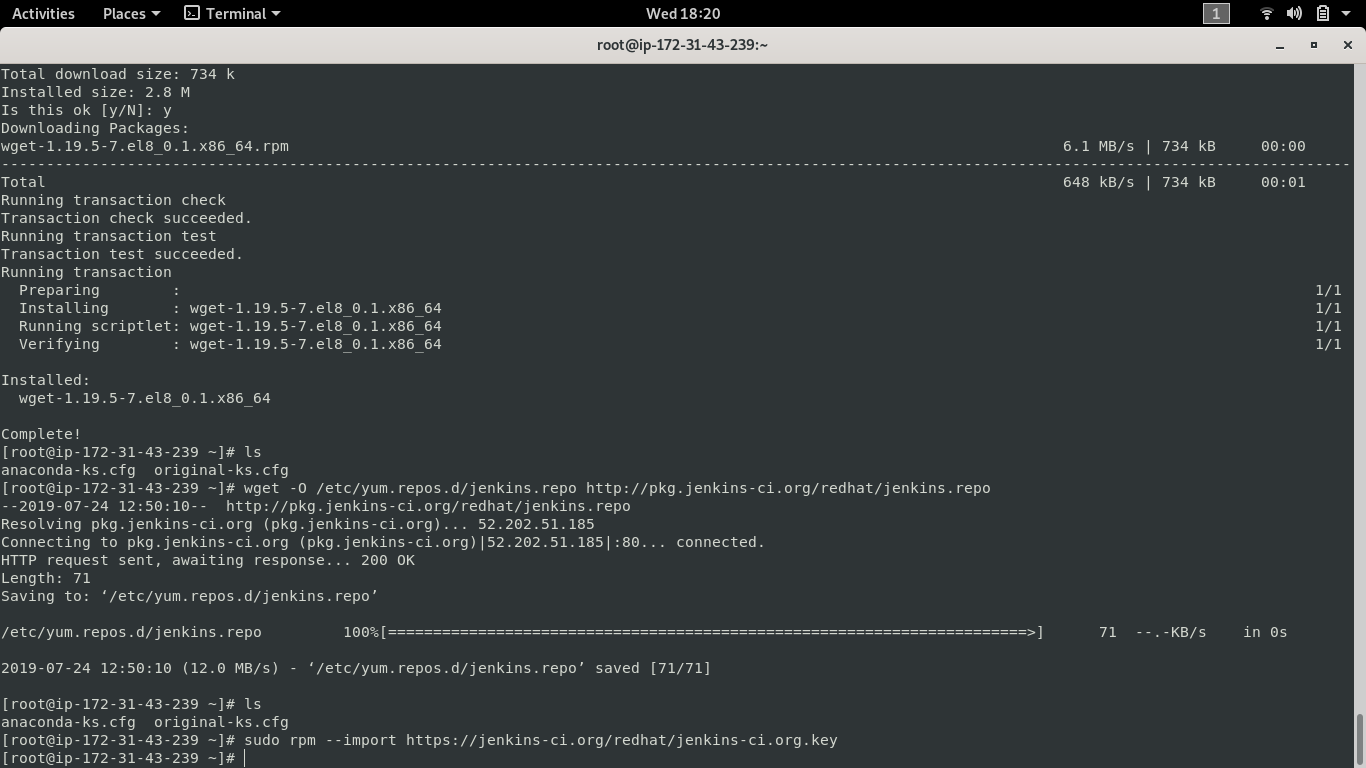 Activities Places Terminal Wed 18:20 1
root@ip-172-31-43-239:~
Total download size: 734 k
Installed size: 2.8 M
Is this ok [y/N]: y
Downloading Packages:
wget-1.19.5-7.el8_0.1.x86_64.rpm 6.1 MB/s | 734 kB 00:00
--------------------------------------------------------------------------------
Total 648 kB/s | 734 kB 00:01
Running transaction check
Transaction check succeeded.
Running transaction test
Transaction test succeeded.
Running transaction
Preparing : 1/1
Installing : wget-1.19.5-7.el8_0.1.x86_64 1/1
Running scriptlet: wget-1.19.5-7.el8_0.1.x86_64 1/1
Verifying : wget-1.19.5-7.el8_0.1.x86_64 1/1
Installed:
wget-1.19.5-7.el8_0.1.x86_64
Complete!
[root@ip-172-31-43-239 ~]# ls
anaconda-ks.cfg original-ks.cfg
[root@ip-172-31-43-239 ~]# wget -O /etc/yum.repos.d/jenkins.repo http://pkg.jenkins-ci.org/redhat/jenkins.repo
--2019-07-24 12:50:10-- http://pkg.jenkins-ci.org/redhat/jenkins.repo
Resolving pkg.jenkins-ci.org (pkg.jenkins-ci.org)... 52.202.51.185
Connecting to pkg.jenkins-ci.org (pkg.jenkins-ci.org)|52.202.51.185|:80... connected.
HTTP request sent, awaiting response... 200 OK
Length: 71
Saving to: ‘/etc/yum.repos.d/jenkins.repo’
/etc/yum.repos.d/jenkins.repo 100%[=======================================================================>] 71 --.-KB/s in 0s
2019-07-24 12:50:10 (12.0 MB/s) - ‘/etc/yum.repos.d/jenkins.repo’ saved [71/71]
[root@ip-172-31-43-239 ~]# ls
anaconda-ks.cfg original-ks.cfg
[root@ip-172-31-43-239 ~]# sudo rpm --import https://jenkins-ci.org/redhat/jenkins-ci.org.key
[root@ip-172-31-43-239 ~]#